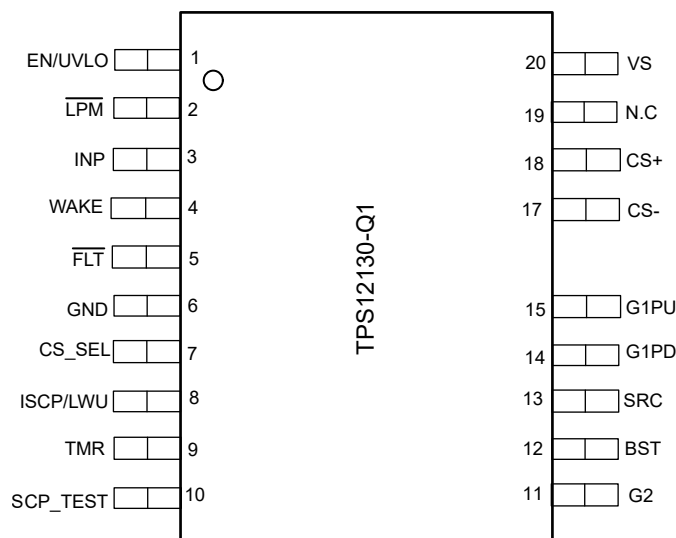 EN/UVLO 1
LPM 2
INP 3
WAKE 4
FLT 5
GND 6
CS_SEL 7
ISCP/LWU 8
TMR 9
SCP_TEST 10
TPS12130-Q1
20 VS
19 N.C
18 CS+
17 CS-
15 G1PU
14 G1PD
13 SRC
12 BST
11 G2